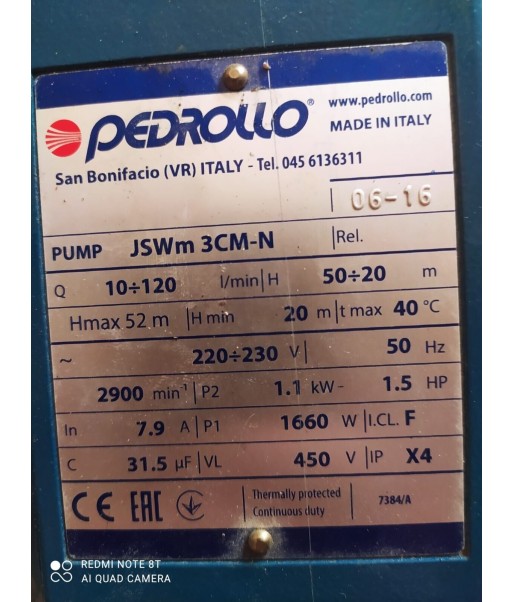 PEDROLLO® www.pedrollo.com
MADE IN ITALY
San Bonifacio (VR) ITALY - Tel. 045 6136311
06-16
PUMP JSWm 3CM-N Rel.
Q 10÷120 l/min H 50÷20 m
Hmax 52 m H min 20 m t max 40 °C
~ 220÷230 V 50 Hz
2900 min⁻¹ P2 1.1 kW - 1.5 HP
In 7.9 A P1 1660 W I.CL. F
C 31.5 µF VL 450 V IP X4
CE EAC Thermally protected 7384/A
Continuous duty
REDMI NOTE 8T
AI QUAD CAMERA